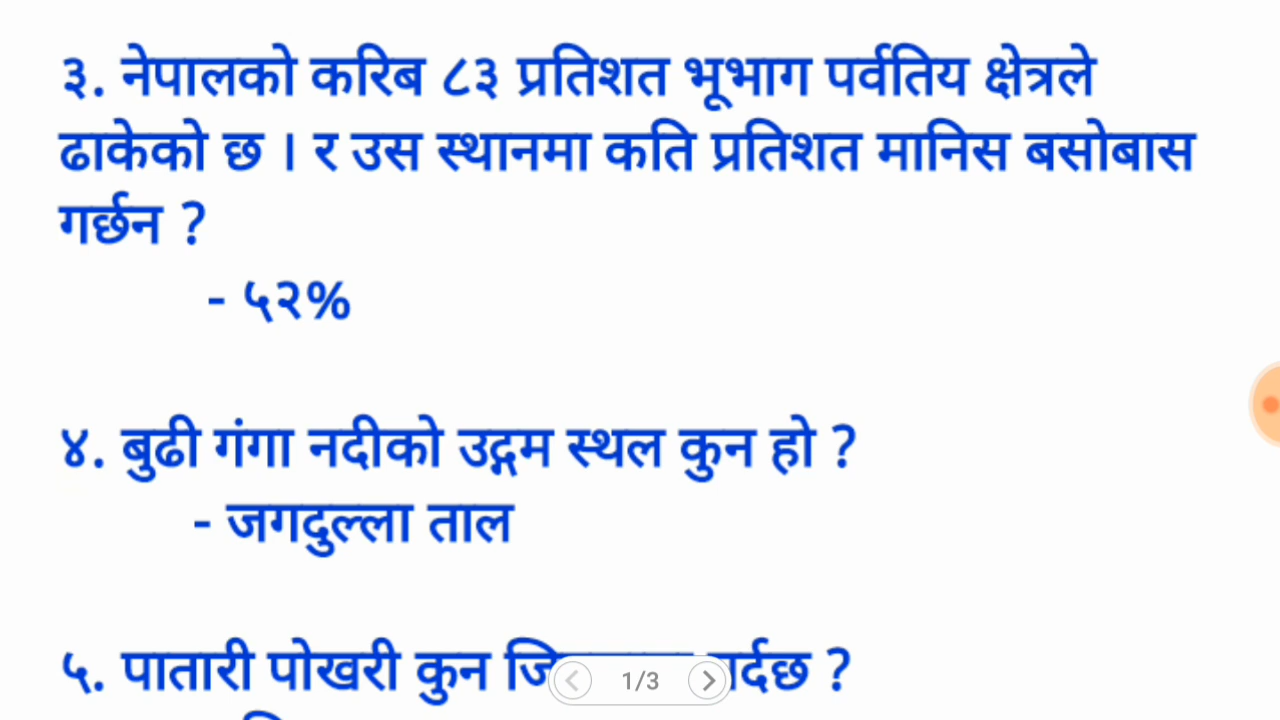 ३. नेपालको करिब ८३ प्रतिशत भूभाग पर्वतिय क्षेत्रले
ढाकेको छ । र उस स्थानमा कति प्रतिशत मानिस बसोबास
गर्छन ?
- ५२%
४. बुढी गंगा नदीको उद्गम स्थल कुन हो ?
- जगदुल्ला ताल
५. पातारी पोखरी कुन ?
1/3